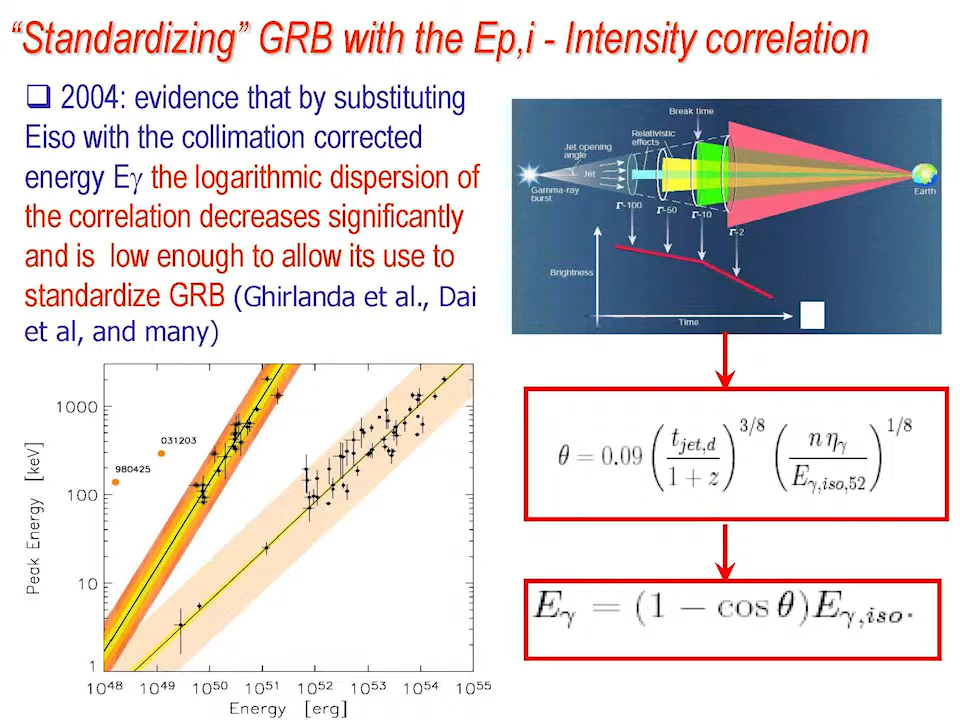 “Standardizing” GRB with the Ep,i - Intensity correlation
❑ 2004: evidence that by substituting
Eiso with the collimation corrected
energy Eγ the logarithmic dispersion of
the correlation decreases significantly
and is low enough to allow its use to
standardize GRB (Ghirlanda et al., Dai
et al, and many)
Break time
Relativistic
effects
Jet opening
angle
Jet
Gamma-ray
burst
Earth
Γ~100
Γ~50
Γ~10
Γ~2
Brightness
Time
θ = 0.09 (t_jet,d / 1 + z)^3/8 (n η_γ / E_γ,iso,52)^1/8
E_γ = (1 − cos θ)E_γ,iso.
Peak Energy [keV]
1000
100
10
1
031203
980425
10^48 10^49 10^50 10^51 10^52 10^53 10^54 10^55
Energy [erg]